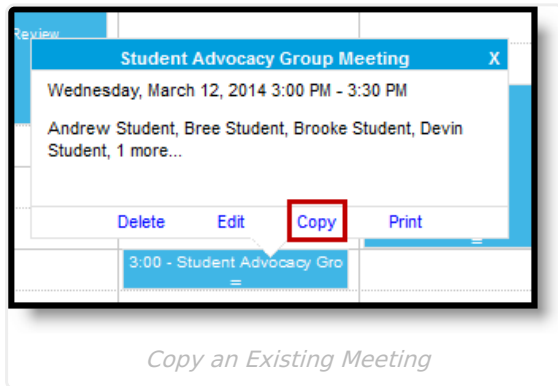 Review
Student Advocacy Group Meeting X
Wednesday, March 12, 2014 3:00 PM - 3:30 PM
Andrew Student, Bree Student, Brooke Student, Devin
Student, 1 more...
Delete Edit Copy Print
3:00 - Student Advocacy Gro
Copy an Existing Meeting